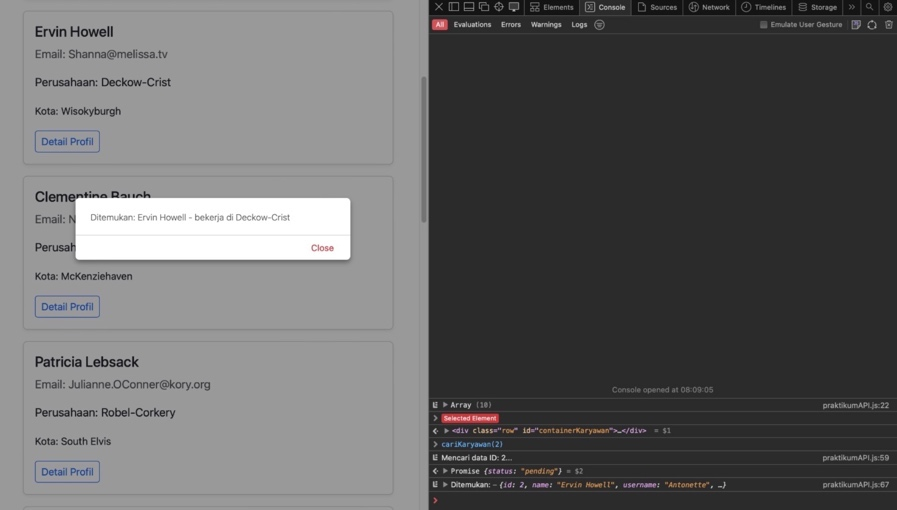 Ervin Howell
Email: Shanna@melissa.tv
Perusahaan: Deckow-Crist
Kota: Wisokyburgh
Detail Profil
Clementine Bauch
Email: N
Perusah
Kota: McKenziehaven
Detail Profil
Ditemukan: Ervin Howell - bekerja di Deckow-Crist
Close
Patricia Lebsack
Email: Julianne.OConner@kory.org
Perusahaan: Robel-Corkery
Kota: South Elvis
Detail Profil
Elements Console Sources Network Timelines Storage
All Evaluations Errors Warnings Logs Emulate User Gesture
Console opened at 08:09:05
Array (10) praktikumAPI.js:22
Selected Element
<div class="row" id="containerKaryawan">…</div> = $1
cariKaryawan(2)
Mencari data ID: 2... praktikumAPI.js:59
Promise {status: "pending"} = $2
Ditemukan: – {id: 2, name: "Ervin Howell", username: "Antonette", …} praktikumAPI.js:67